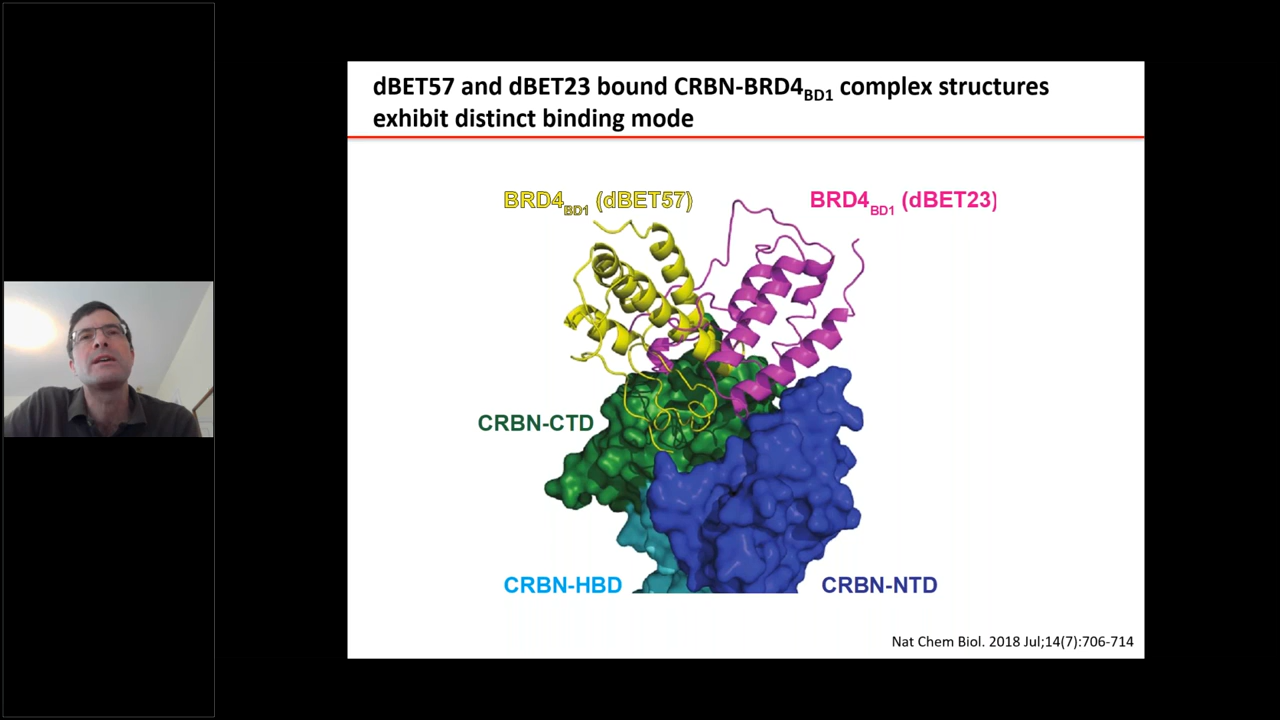 dBET57 and dBET23 bound CRBN-BRD4BD1 complex structures
exhibit distinct binding mode
BRD4BD1 (dBET57)
BRD4BD1 (dBET23)
CRBN-CTD
CRBN-HBD
CRBN-NTD
Nat Chem Biol. 2018 Jul;14(7):706-714